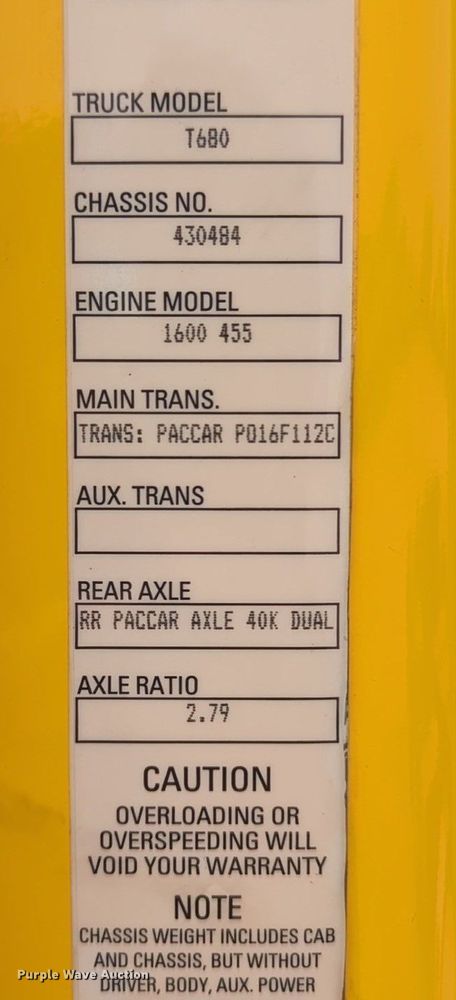 TRUCK MODEL
T680
CHASSIS NO.
430484
ENGINE MODEL
1600 455
MAIN TRANS.
TRANS: PACCAR PO16F112C
AUX. TRANS
REAR AXLE
RR PACCAR AXLE 40K DUAL
AXLE RATIO
2.79
CAUTION
OVERLOADING OR
OVERSPEEDING WILL
VOID YOUR WARRANTY
NOTE
CHASSIS WEIGHT INCLUDES CAB
AND CHASSIS, BUT WITHOUT
DRIVER, BODY, AUX. POWER
Purple Wave Auction